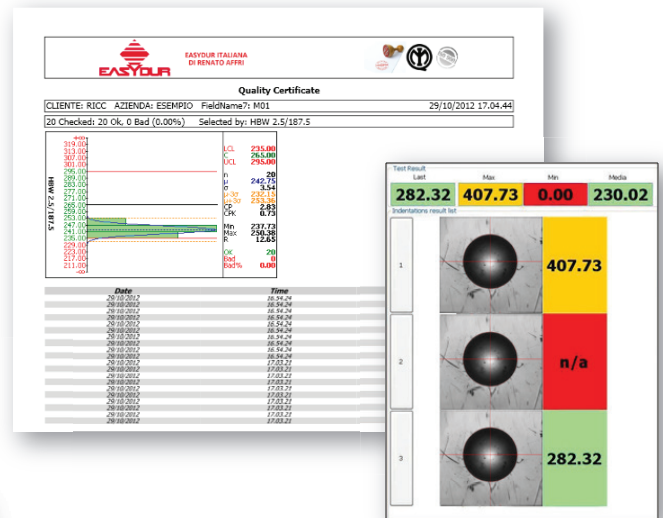 EASYDUR
EASYDUR ITALIANA
DI RENATO AFFRI
Quality Certificate
CLIENTE: RICC AZIENDA: ESEMPIO FieldName7: M01 29/10/2012 17.04.44
20 Checked: 20 Ok, 0 Bad (0.00%) Selected by: HBW 2.5/187.5
HBW 2.5/187.5
319.00
313.00
307.00
301.00
295.00
289.00
283.00
277.00
271.00
265.00
259.00
253.00
247.00
241.00
235.00
229.00
223.00
217.00
211.00
LCL 235.00
C 265.00
UCL 295.00
n 20
μ 242.75
σ 3.54
μ-3σ 232.15
μ+3σ 253.36
CP 2.83
CPK 0.73
Min 237.73
Max 250.38
R 12.65
OK 20
Bad 0
Bad% 0.00
Date Time
29/10/2012 16.54.24
29/10/2012 16.54.24
29/10/2012 16.54.24
29/10/2012 16.54.24
29/10/2012 16.54.24
29/10/2012 16.54.24
29/10/2012 16.54.24
29/10/2012 16.54.24
29/10/2012 16.54.24
29/10/2012 16.54.24
29/10/2012 17.03.21
29/10/2012 17.03.21
29/10/2012 17.03.21
29/10/2012 17.03.21
29/10/2012 17.03.21
29/10/2012 17.03.21
29/10/2012 17.03.21
29/10/2012 17.03.21
29/10/2012 17.03.21
29/10/2012 17.03.21
Test Result
Last Max Min Media
282.32 407.73 0.00 230.02
Indentations result list
1 407.73
2 n/a
3 282.32